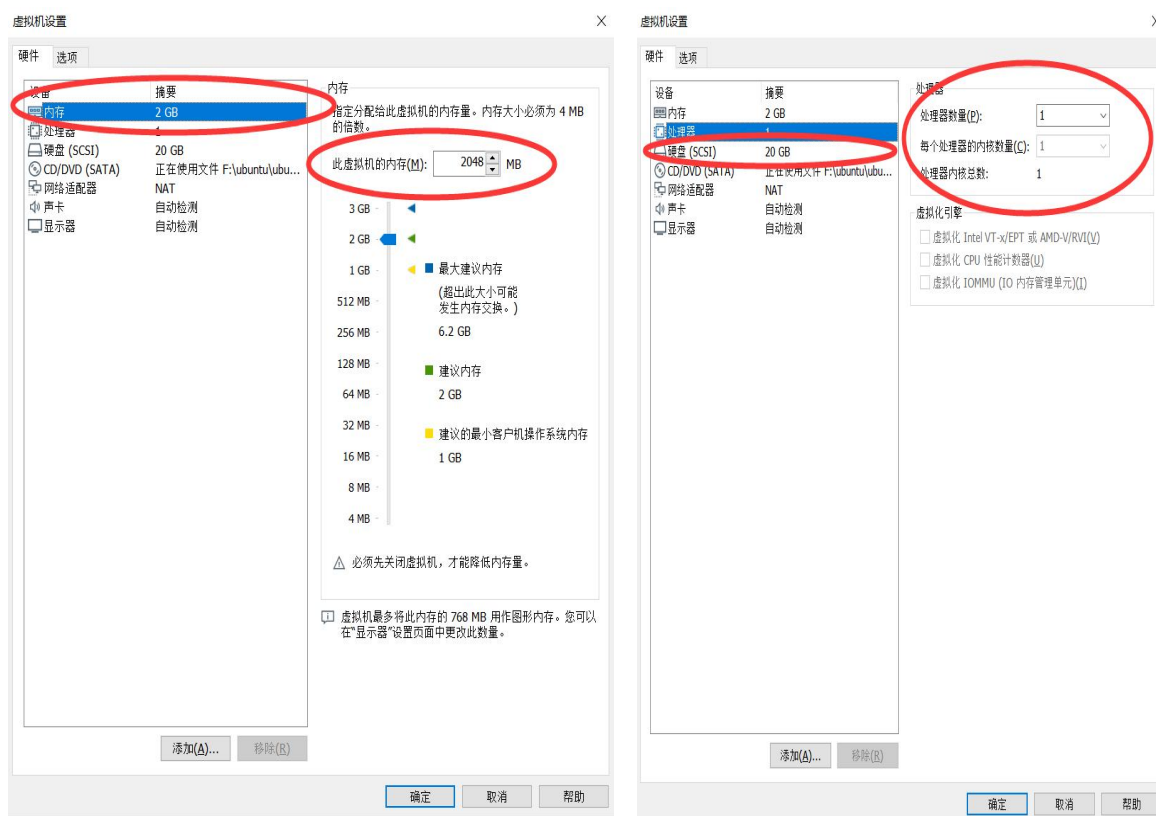 虚拟机设置
硬件 选项
设备 摘要
内存 2 GB
处理器 1
硬盘 (SCSI) 20 GB
CD/DVD (SATA) 正在使用文件 F:\ubuntu\ubu...
网络适配器 NAT
声卡 自动检测
显示器 自动检测
添加(A)... 移除(R)
内存
指定分配给此虚拟机的内存量。内存大小必须为 4 MB
的倍数。
此虚拟机的内存(M): 2048 MB
3 GB
2 GB
1 GB
512 MB
256 MB
128 MB
64 MB
32 MB
16 MB
8 MB
4 MB
最大建议内存
(超出此大小可能
发生内存交换。)
6.2 GB
建议内存
2 GB
建议的最小客户机操作系统内存
1 GB
必须先关闭虚拟机，才能降低内存量。
虚拟机最多将此内存的 768 MB 用作图形内存。您可以
在"显示器"设置页面中更改此数量。
确定 取消 帮助
虚拟机设置
硬件 选项
设备 摘要
内存 2 GB
处理器 1
硬盘 (SCSI) 20 GB
CD/DVD (SATA) 正在使用文件 F:\ubuntu\ubu...
网络适配器 NAT
声卡 自动检测
显示器 自动检测
添加(A)... 移除(R)
处理器
处理器数量(P): 1
每个处理器的内核数量(C): 1
处理器内核总数: 1
虚拟化引擎
虚拟化 Intel VT-x/EPT 或 AMD-V/RVI(V)
虚拟化 CPU 性能计数器(U)
虚拟化 IOMMU (IO 内存管理单元)(I)
确定 取消 帮助